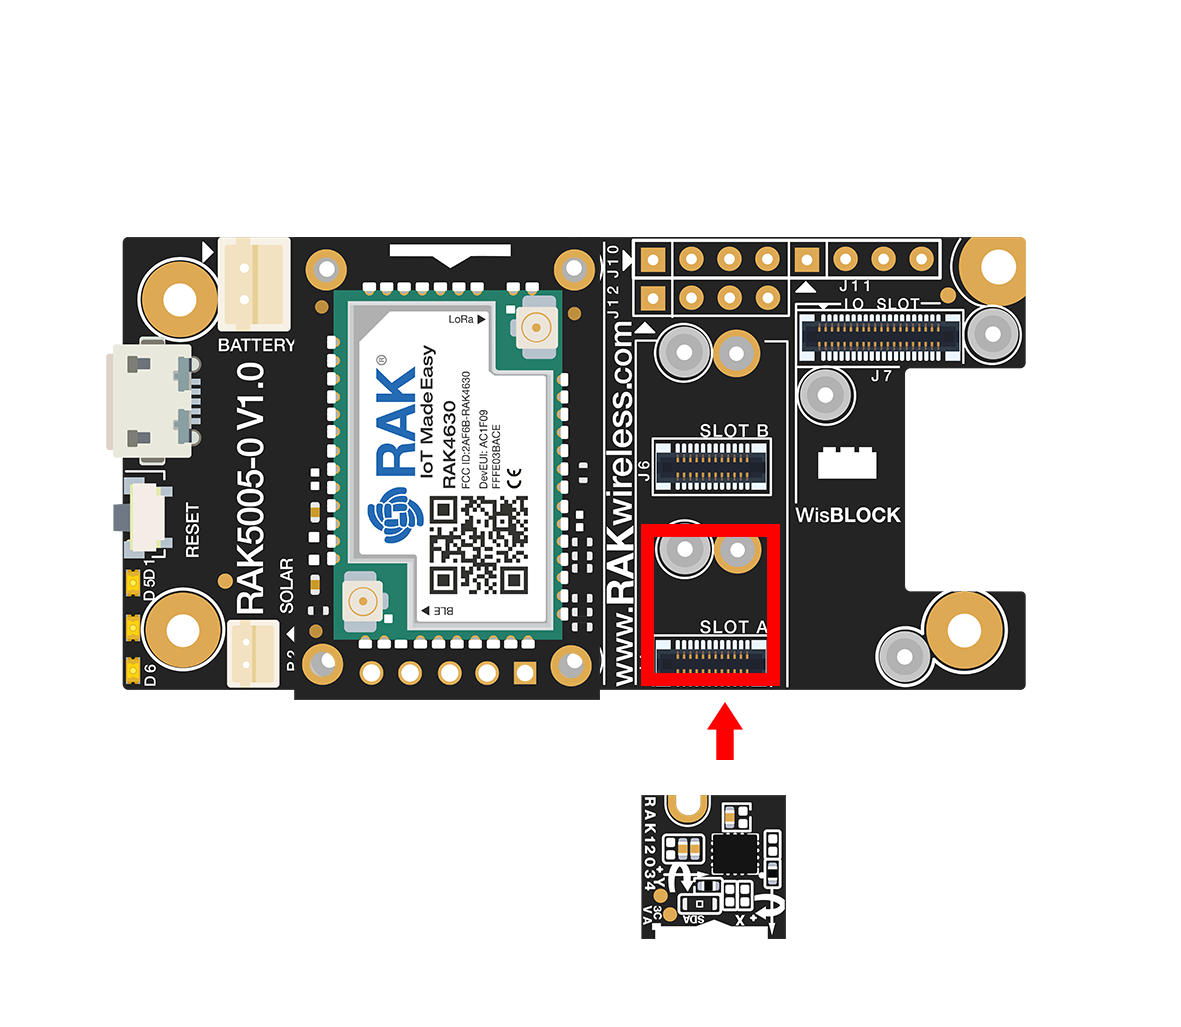 BATTERY
RAK5005-0 V1.0
RESET
SOLAR
D1
D5
D6
LoRa
RAK®
IoT Made Easy
RAK4630
FCC ID:2AF6B-RAK4630
DevEUI: AC1F09
FFFE03BACE
CE
BLE
www.RAKwireless.com
J10
J12
J11
IO SLOT
J7
SLOT B
J6
WisBLOCK
SLOT A
RAK12034
+Y
X +
SDA